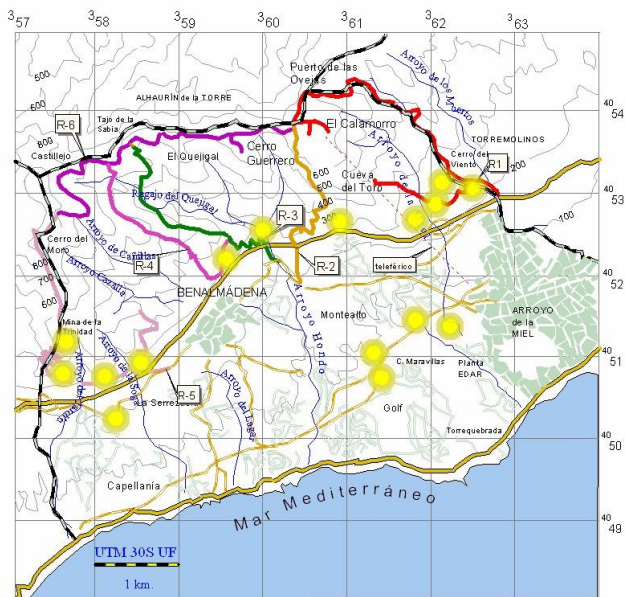 3 57
3 58
3 59
3 60
3 61
3 62
3 63
Puerto de las
Ovejas
Arroyo de los Muertos
500
600
ALHAURÍN de la TORRE
40
54
R-6
Tajo de la
Sabia
El Calamorro
TORREMOLINOS
800
Castillejo
El Quejigal
Cerro
Guerrero
600
500
400
300
Cueva
del Toro
Cerro del
Viento
R1
200
40
53
Regajo del Quejigal
R-3
100
Cerro del
Moro
Arroyo de Cañillas
R-4
R-2
teleférico
800
700
600
Arroyo
BENALMÁDENA
40
52
Arroyo Hondo
Montealto
ARROYO
de la
MIEL
Mina de la
Trinidad
C. Maravillas
Planta
EDAR
40
51
R-5
La Serrezuela
Golf
Torrequebrada
40
50
Capellanía
Mar Mediterráneo
40
49
UTM 30S UF
1 km.